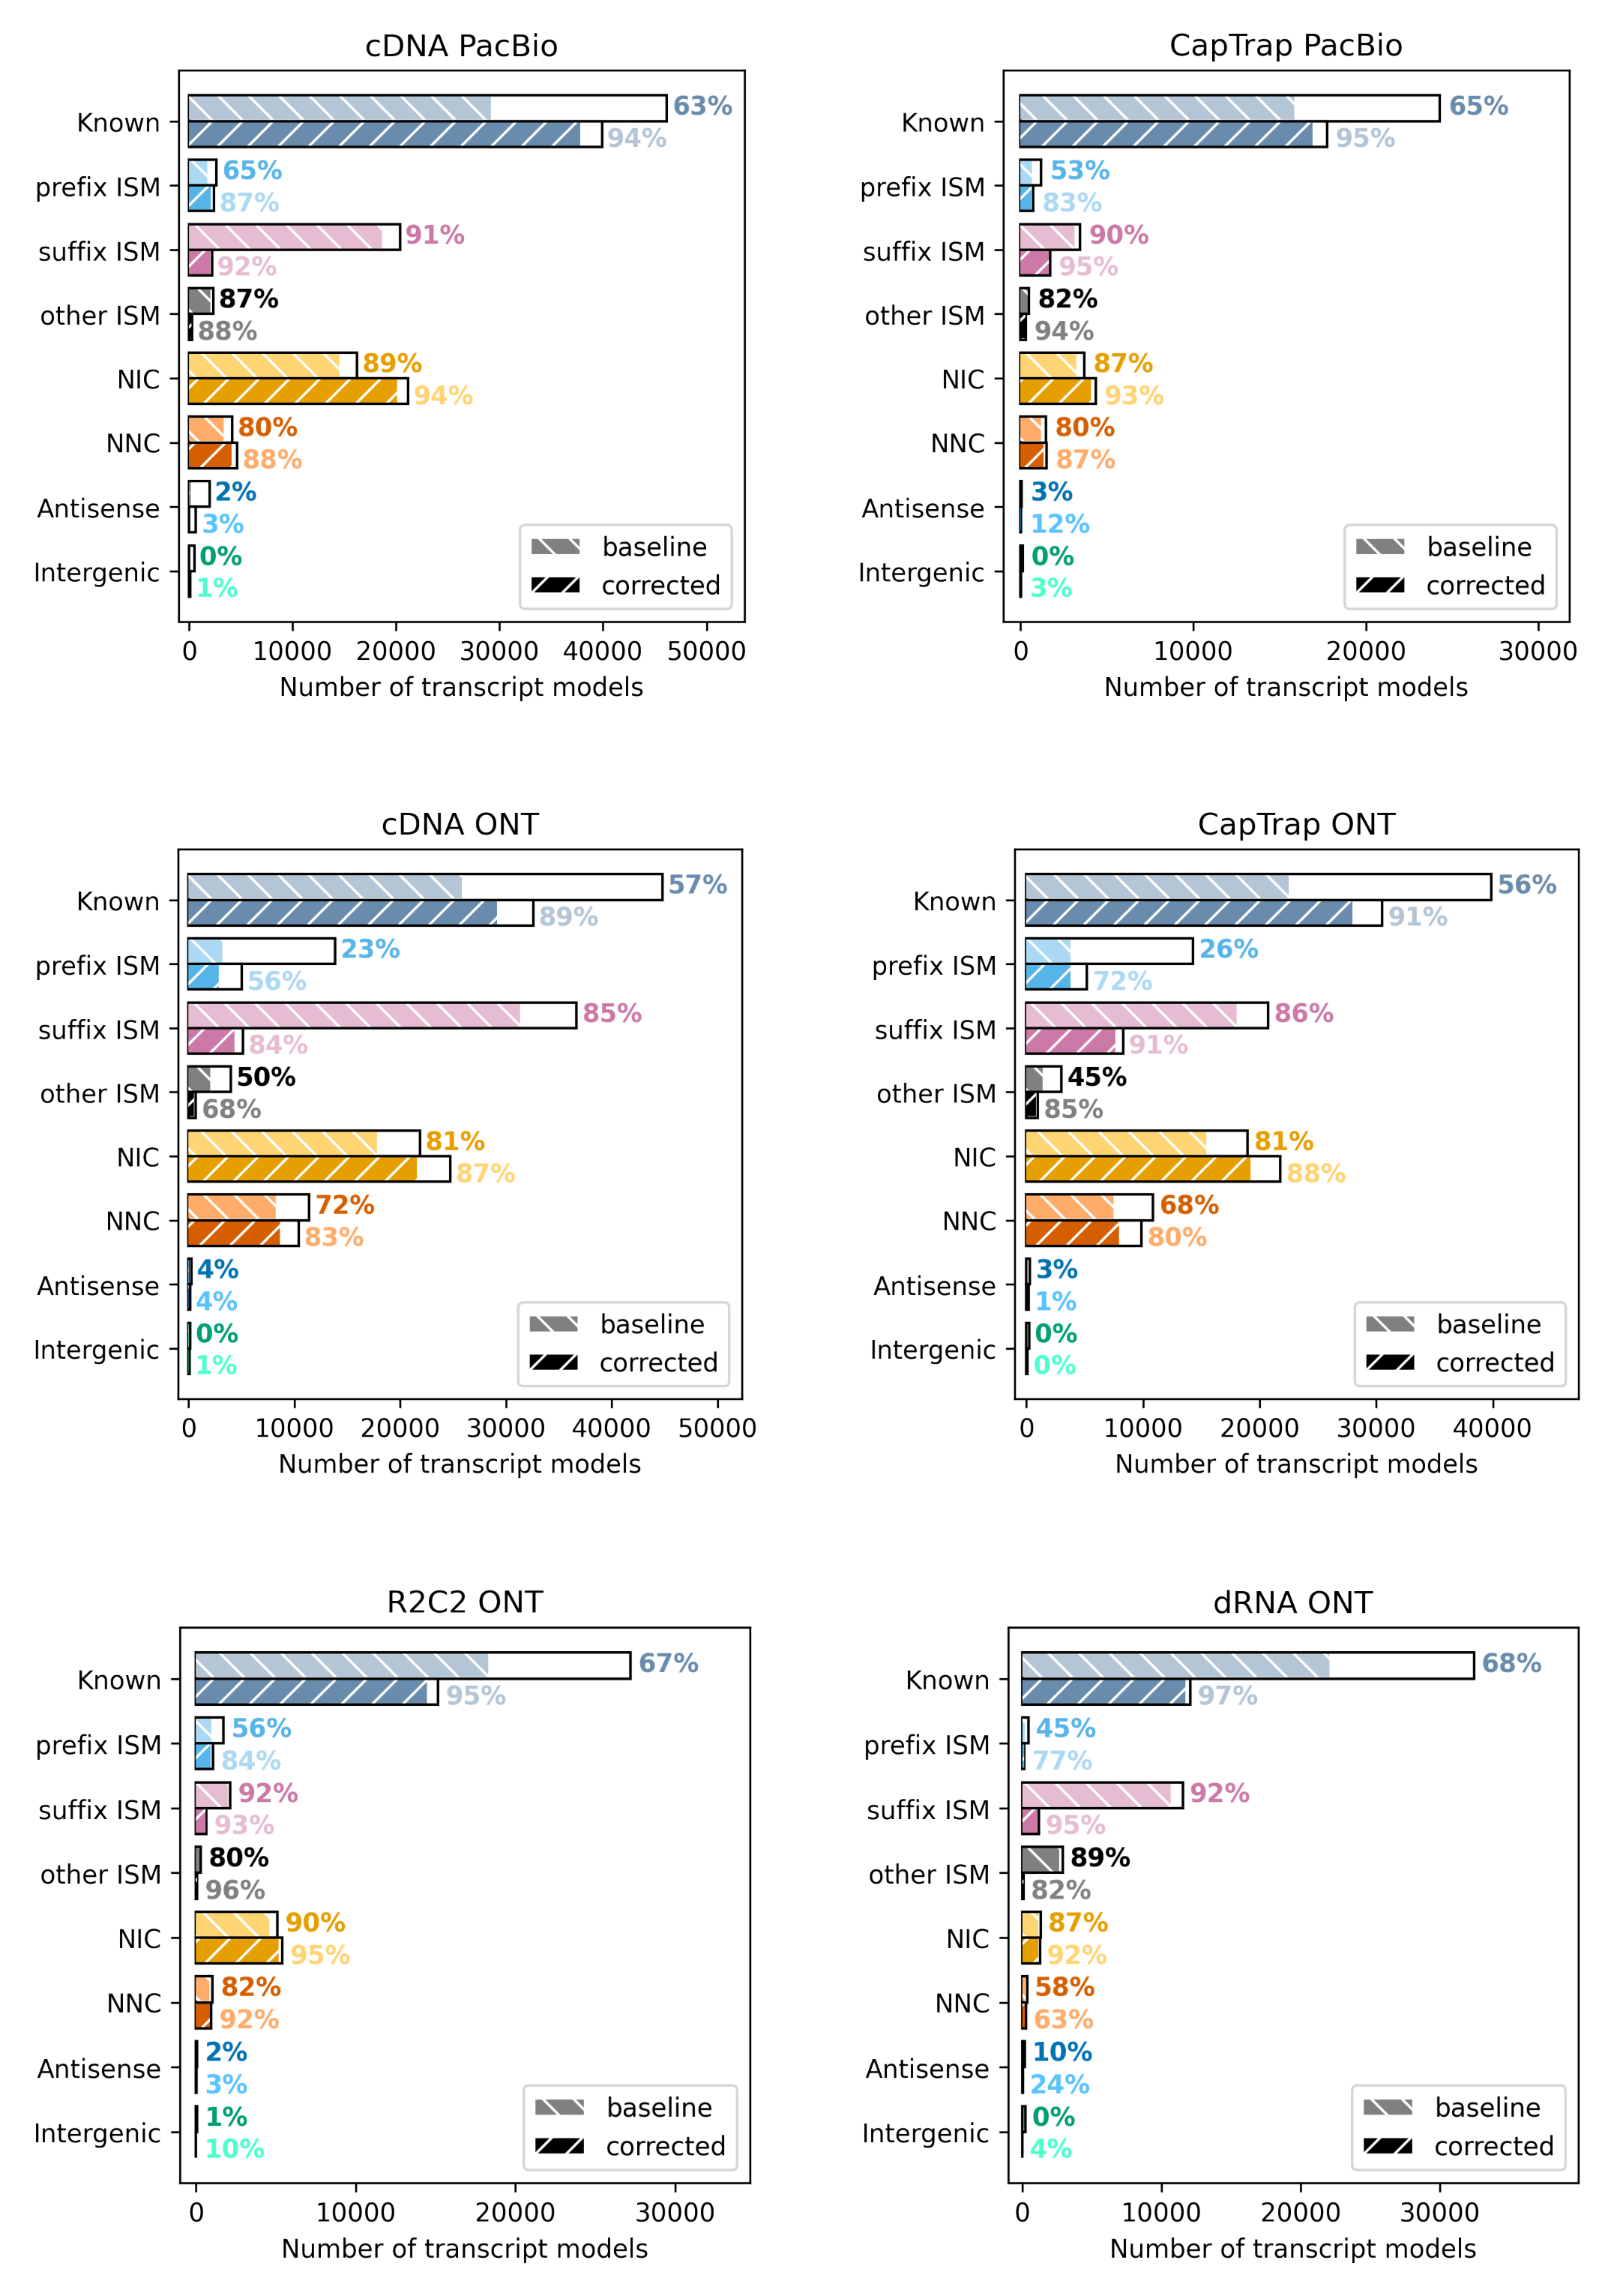 cDNA PacBio
Known
63%
94%
prefix ISM
65%
87%
suffix ISM
91%
92%
other ISM
87%
88%
NIC
89%
94%
NNC
80%
88%
Antisense
2%
3%
Intergenic
0%
1%
baseline
corrected
0 10000 20000 30000 40000 50000
Number of transcript models
CapTrap PacBio
Known
65%
95%
prefix ISM
53%
83%
suffix ISM
90%
95%
other ISM
82%
94%
NIC
87%
93%
NNC
80%
87%
Antisense
3%
12%
Intergenic
0%
3%
baseline
corrected
0 10000 20000 30000
Number of transcript models
cDNA ONT
Known
57%
89%
prefix ISM
23%
56%
suffix ISM
85%
84%
other ISM
50%
68%
NIC
81%
87%
NNC
72%
83%
Antisense
4%
4%
Intergenic
0%
1%
baseline
corrected
0 10000 20000 30000 40000 50000
Number of transcript models
CapTrap ONT
Known
56%
91%
prefix ISM
26%
72%
suffix ISM
86%
91%
other ISM
45%
85%
NIC
81%
88%
NNC
68%
80%
Antisense
3%
1%
Intergenic
0%
0%
baseline
corrected
0 10000 20000 30000 40000
Number of transcript models
R2C2 ONT
Known
67%
95%
prefix ISM
56%
84%
suffix ISM
92%
93%
other ISM
80%
96%
NIC
90%
95%
NNC
82%
92%
Antisense
2%
3%
Intergenic
1%
10%
baseline
corrected
0 10000 20000 30000
Number of transcript models
dRNA ONT
Known
68%
97%
prefix ISM
45%
77%
suffix ISM
92%
95%
other ISM
89%
82%
NIC
87%
92%
NNC
58%
63%
Antisense
10%
24%
Intergenic
0%
4%
baseline
corrected
0 10000 20000 30000
Number of transcript models